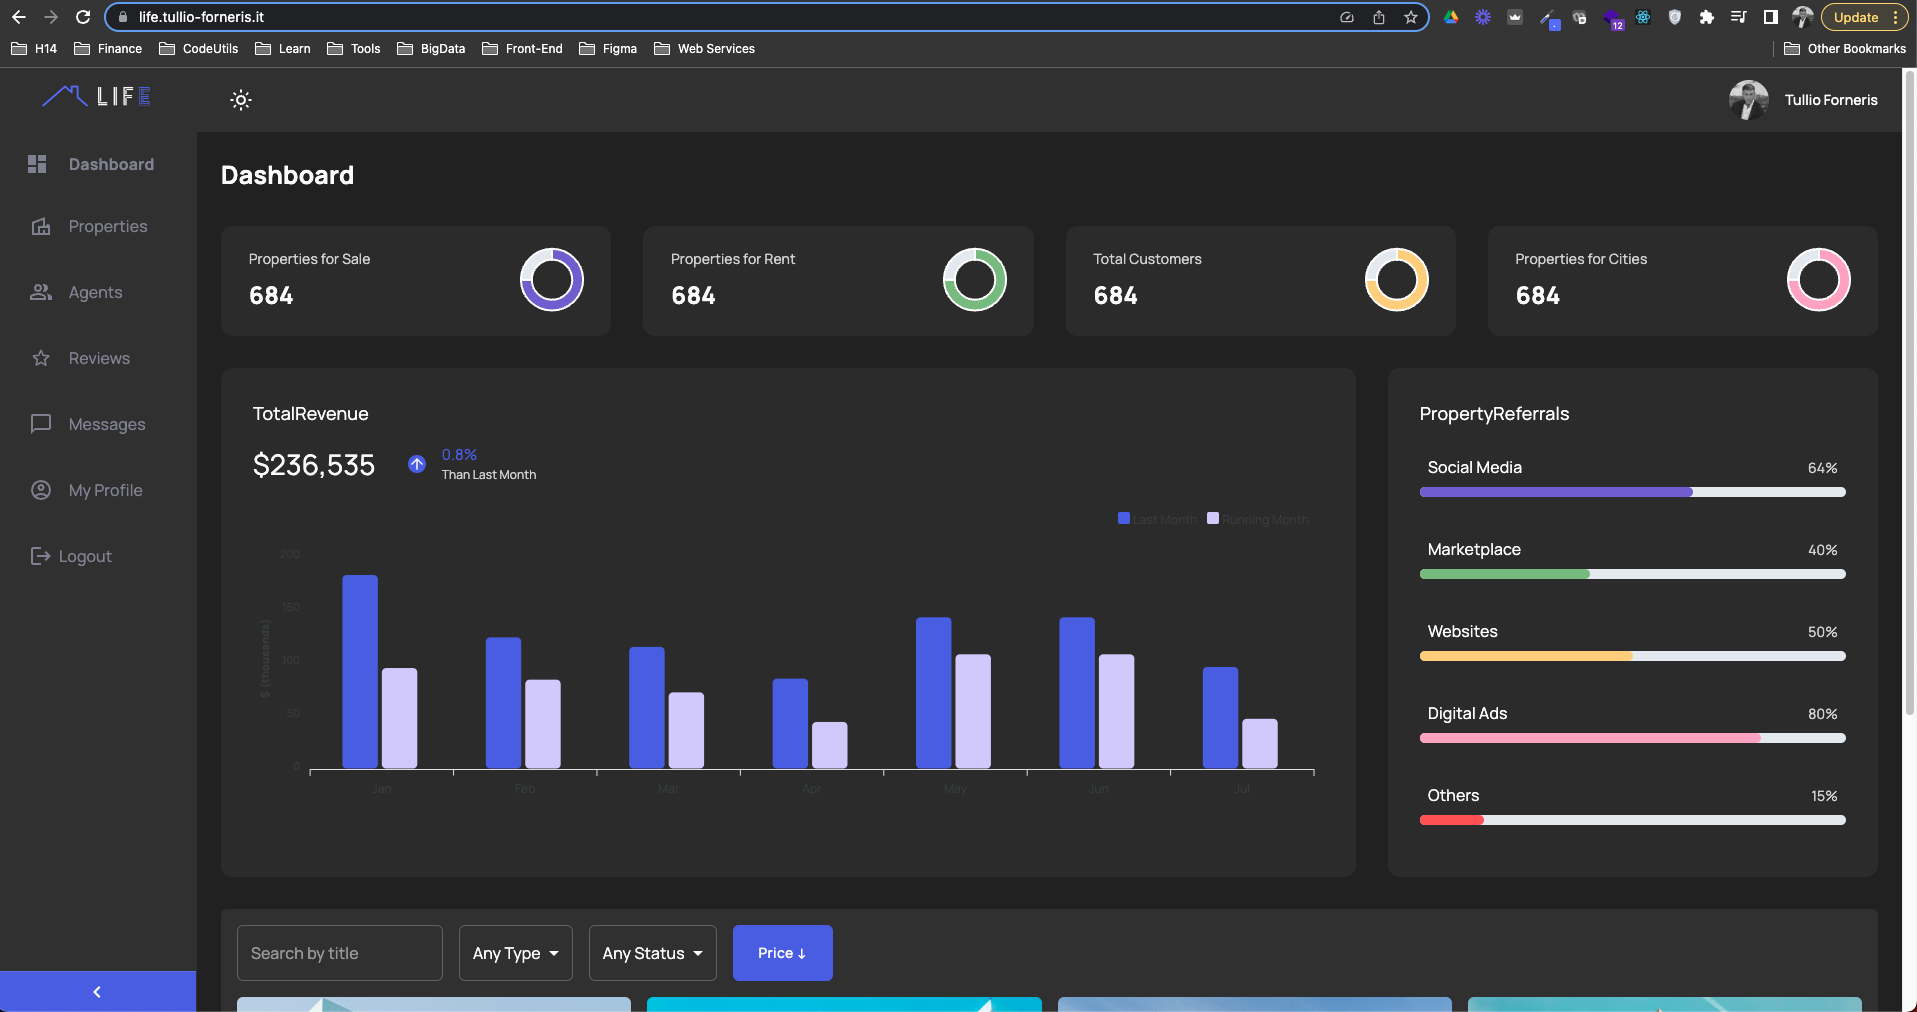 life.tullio-forneris.it
Update
12
H14 Finance CodeUtils Learn Tools BigData Front-End Figma Web Services Other Bookmarks
LIFE
Tullio Forneris
Dashboard
Properties
Agents
Reviews
Messages
My Profile
Logout
Dashboard
Properties for Sale
684
Properties for Rent
684
Total Customers
684
Properties for Cities
684
TotalRevenue
$236,535
0.8%
Than Last Month
Last Month Running Month
200
150
100
50
0
$ (thousands)
Jan Feb Mar Apr May Jun Jul
PropertyReferrals
Social Media 64%
Marketplace 40%
Websites 50%
Digital Ads 80%
Others 15%
Search by title Any Type Any Status Price ↓